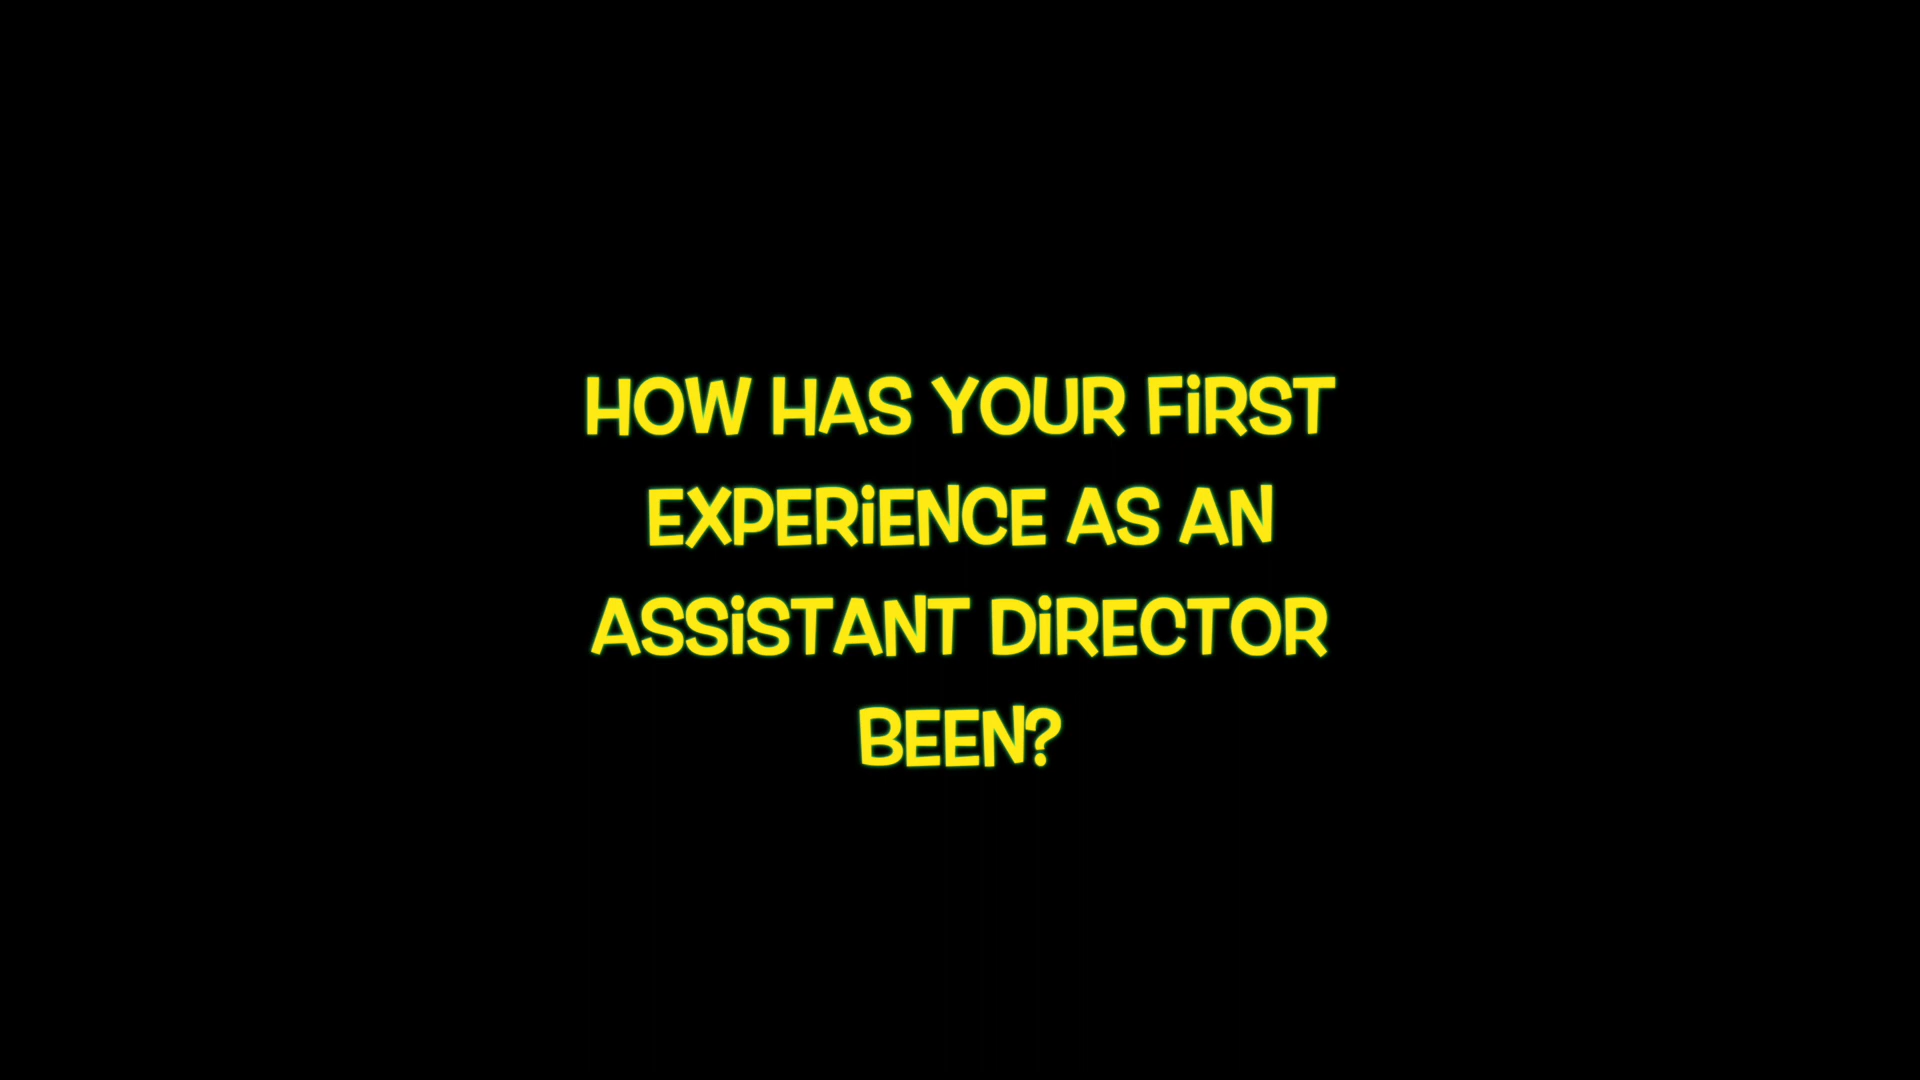 HOW HAS YOUR FiRST
EXPERiENCE AS AN
ASSiSTANT DiRECTOR
BEEN?